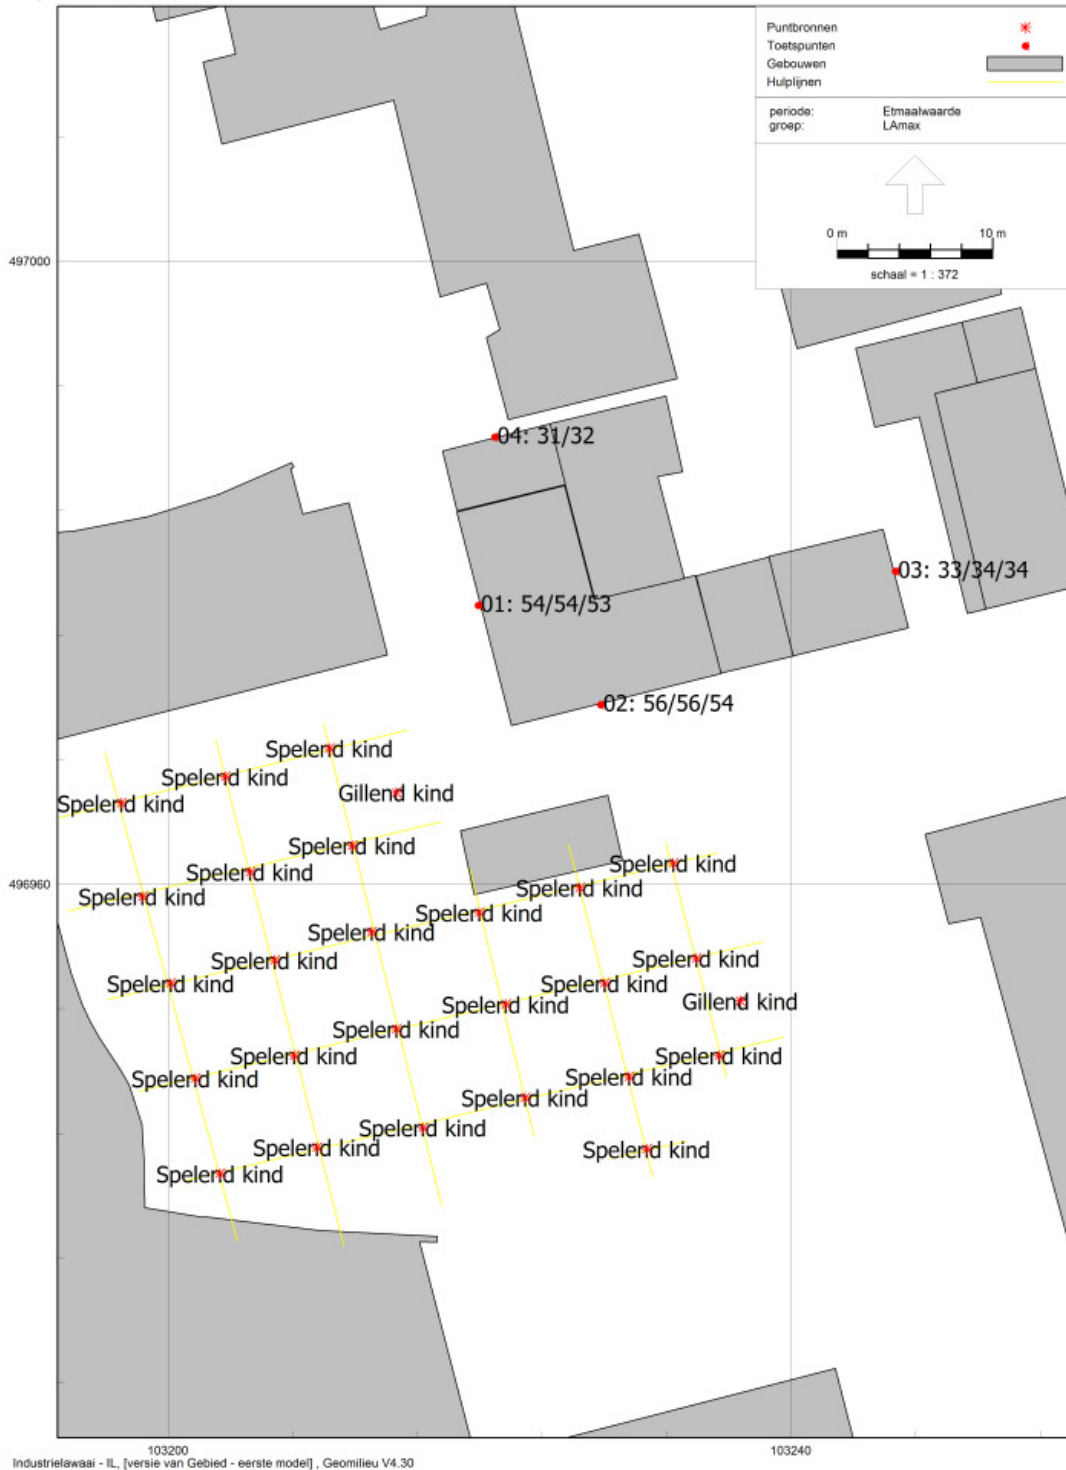 Puntbronnen
Toetspunten
Gebouwen
Hulplijnen
periode: Etmaalwaarde
groep: LAmax
0 m 10 m
schaal = 1 : 372
497000
04: 31/32
03: 33/34/34
01: 54/54/53
02: 56/56/54
Spelend kind
Spelend kind
Spelend kind
Gillend kind
Spelend kind
Spelend kind
Spelend kind
496960
Spelend kind
Spelend kind
Spelend kind
Spelend kind
Spelend kind
Spelend kind
Spelend kind
Spelend kind
Spelend kind
Gillend kind
Spelend kind
Spelend kind
Spelend kind
Spelend kind
Spelend kind
Spelend kind
Spelend kind
Spelend kind
Spelend kind
Spelend kind
103200 103240
Industrielawaai - IL, [versie van Gebied - eerste model] , Geomilieu V4.30